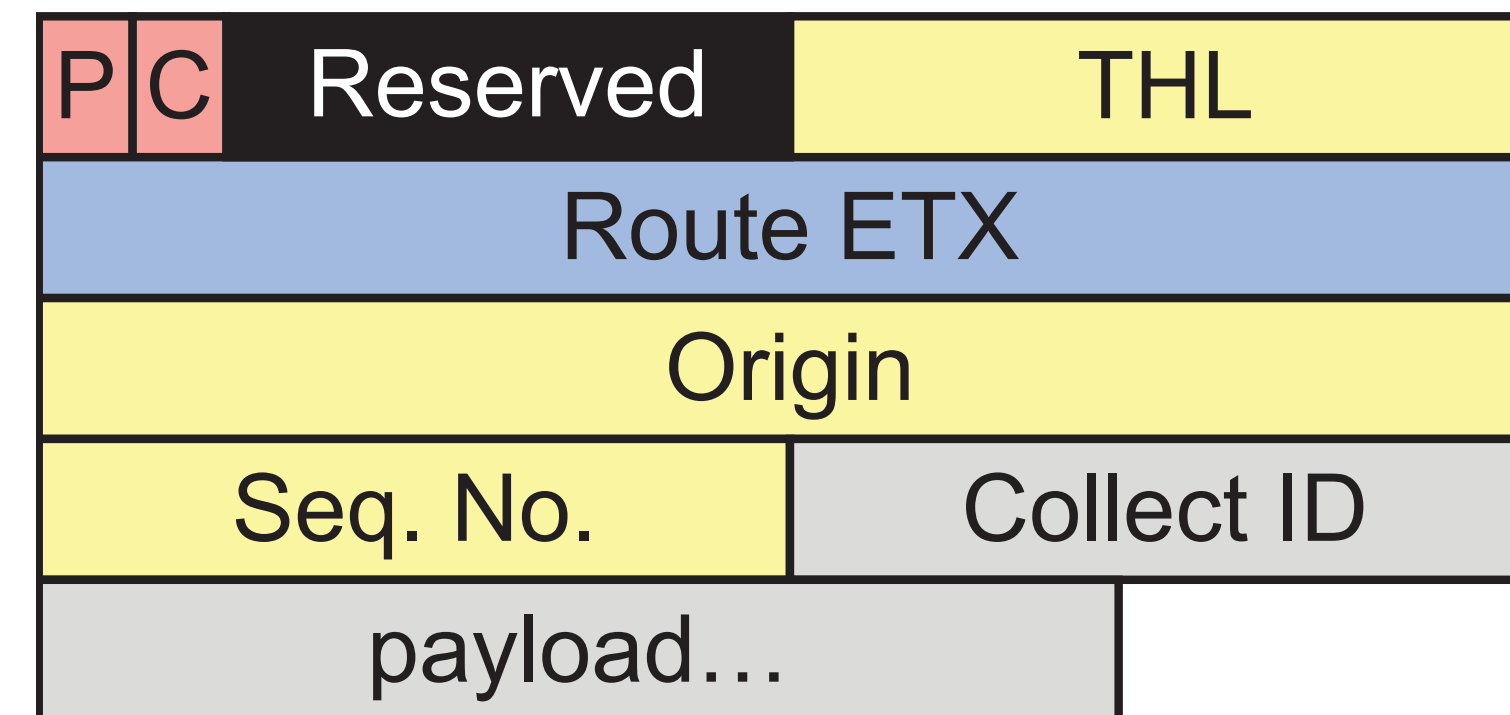 P C Reserved THL
Route ETX
Origin
Seq. No. Collect ID
payload…